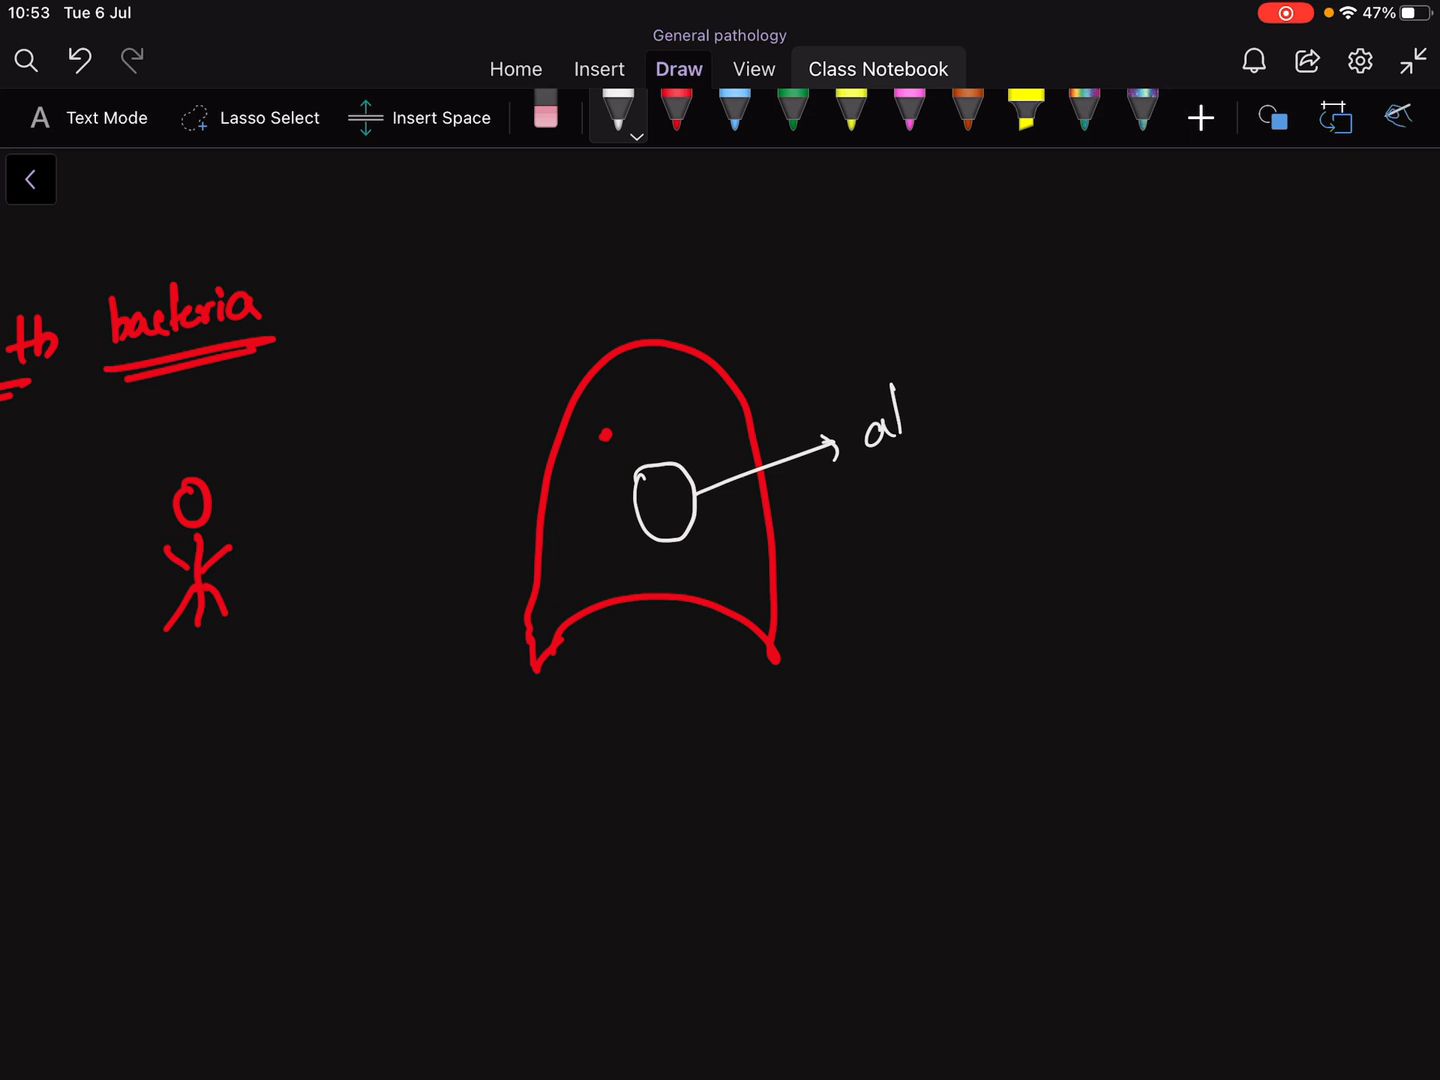 10:53 Tue 6 Jul
47%
General pathology
Home Insert Draw View Class Notebook
A Text Mode Lasso Select Insert Space
tb bacteria
al